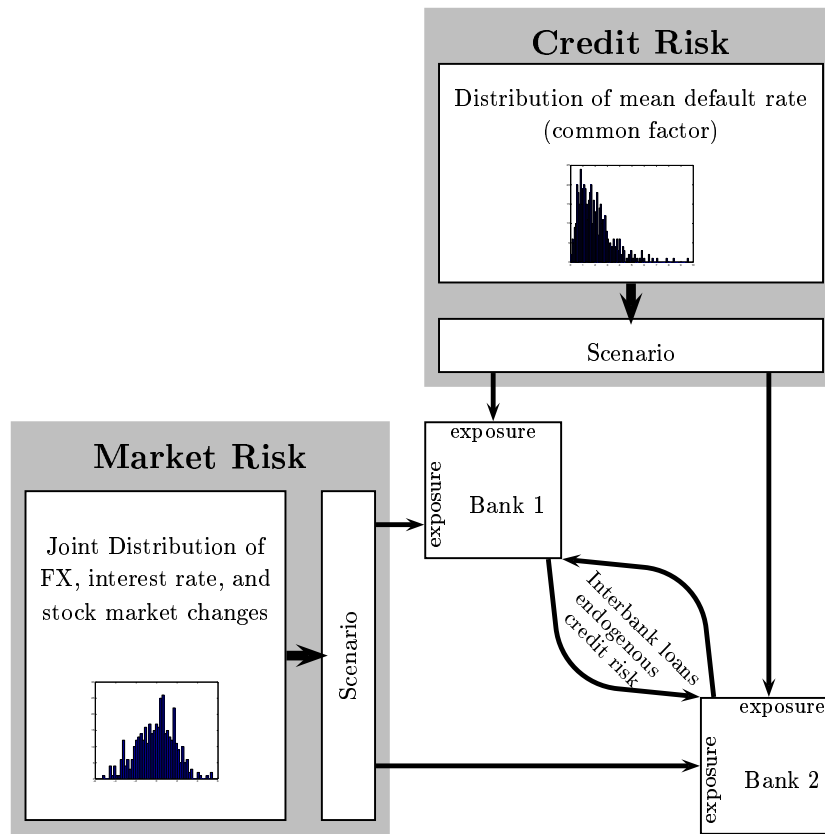 Credit Risk
Distribution of mean default rate
(common factor)
Scenario
Market Risk
Joint Distribution of
FX, interest rate, and
stock market changes
Scenario
exposure
exposure
Bank 1
Interbank loans
endogenous
credit risk
exposure
exposure
Bank 2